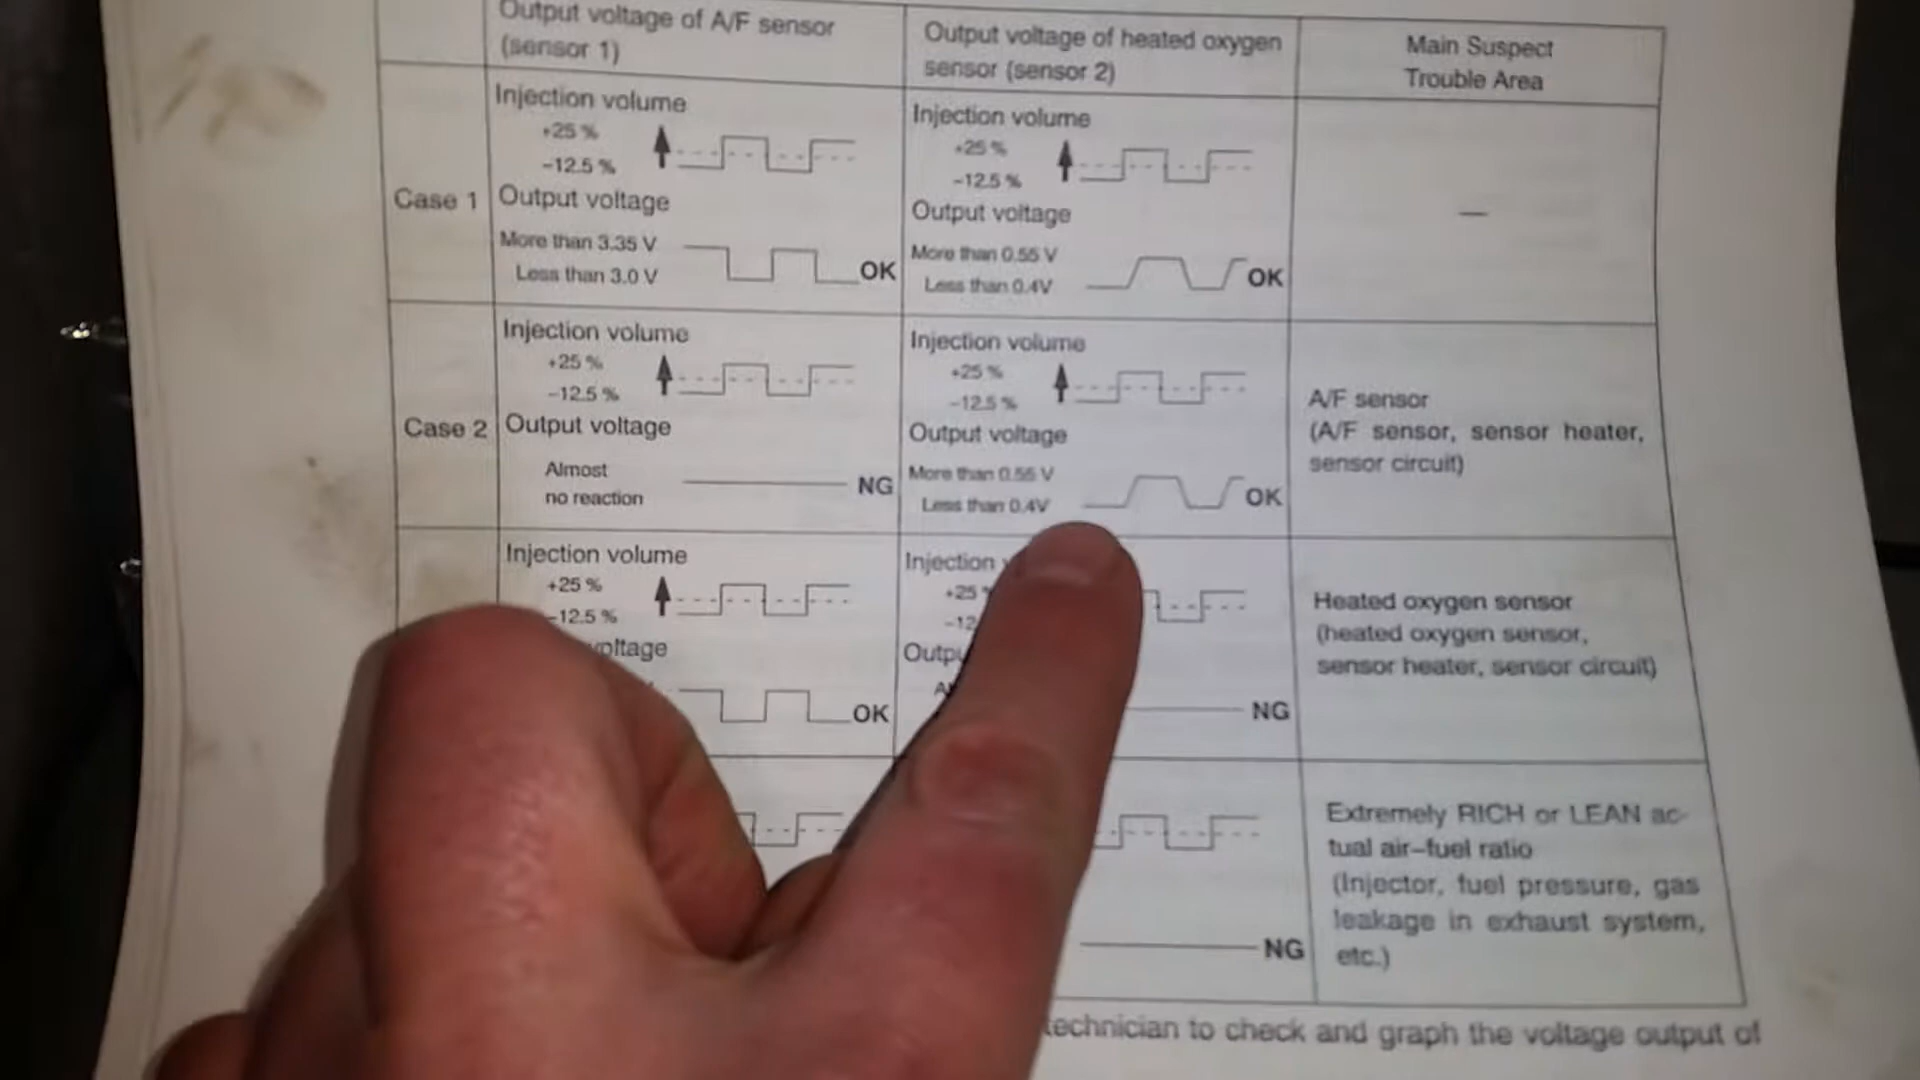 Output voltage of A/F sensor
(sensor 1)
Output voltage of heated oxygen
sensor (sensor 2)
Main Suspect
Trouble Area
Case 1
Injection volume
+25 %
-12.5 %
Output voltage
More than 3.35 V
Less than 3.0 V
OK
Injection volume
+25 %
-12.5 %
Output voltage
More than 0.55 V
Less than 0.4V
OK
—
Case 2
Injection volume
+25 %
-12.5 %
Output voltage
Almost
no reaction
NG
Injection volume
+25 %
-12.5 %
Output voltage
More than 0.55 V
Less than 0.4V
OK
A/F sensor
(A/F sensor, sensor heater,
sensor circuit)
Injection volume
+25 %
-12.5 %
voltage
OK
Injection
+25
-12
NG
Heated oxygen sensor
(heated oxygen sensor,
sensor heater, sensor circuit)
NG
Extremely RICH or LEAN ac-
tual air-fuel ratio
(Injector, fuel pressure, gas
leakage in exhaust system,
etc.)
technician to check and graph the voltage output of